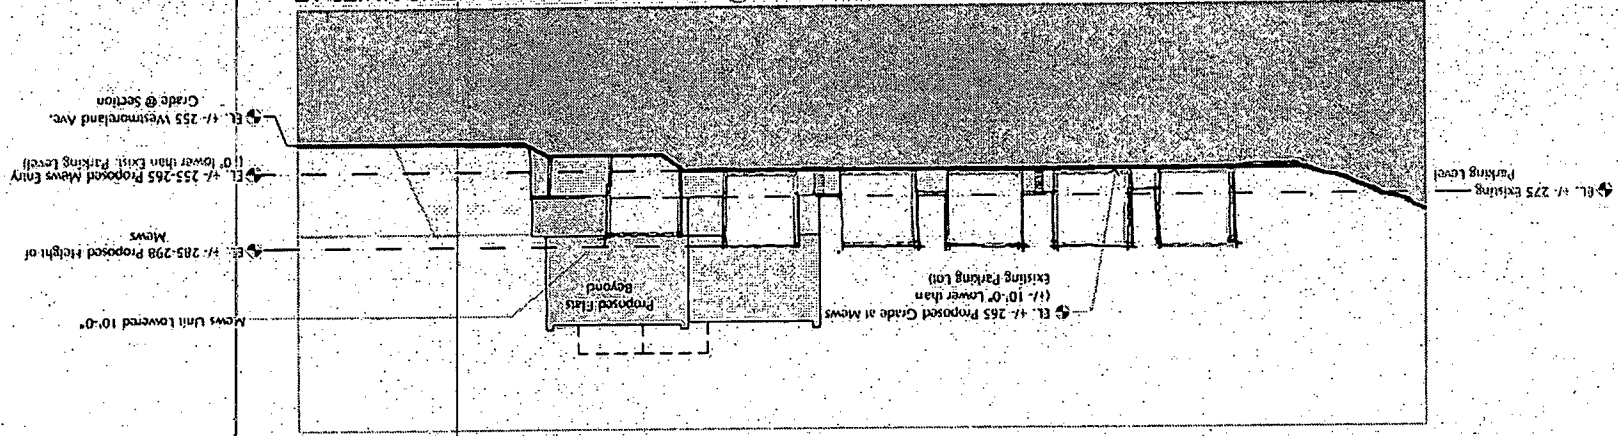 Mews Unit Lowered 10'-0"
EL. +/- 265 Proposed Grade at Mews
(+/- 10'-0" Lower than
Existing Parking Lot)
Proposed Flats
Beyond
EL. +/- 285-298 Proposed Height of
Mews
EL. +/- 275 Existing
Parking Level
EL. +/- 255-265 Proposed Mews Entry
(10' lower than Exist. Parking Level)
EL. +/- 255 Westmoreland Ave.
Grade @ Section